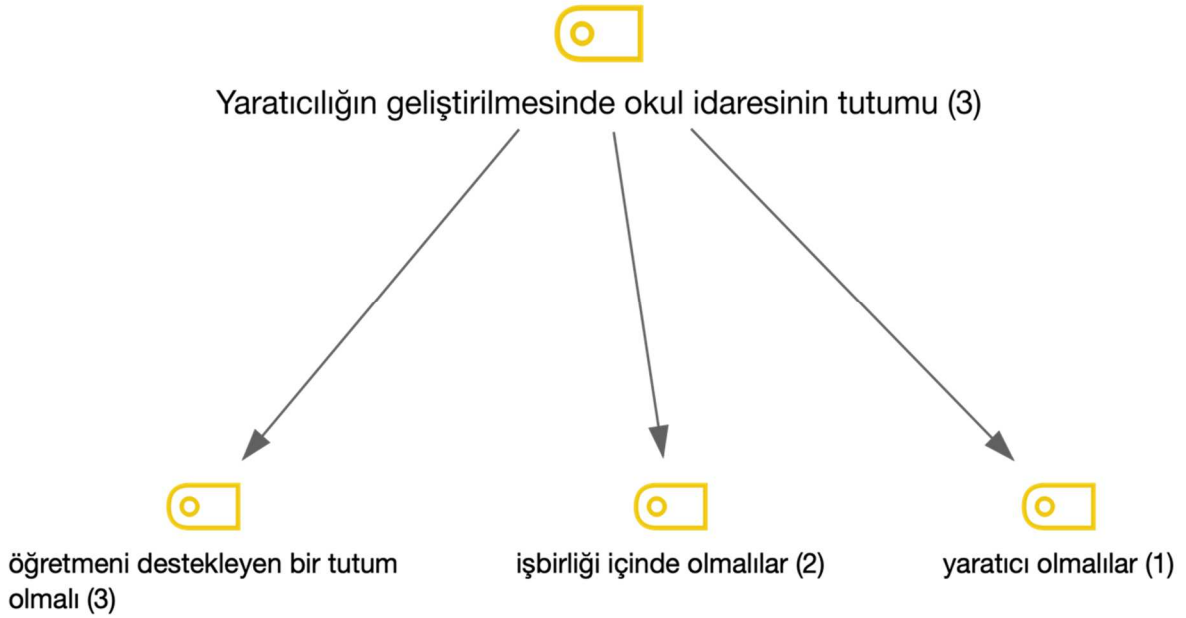 Yaratıcılığın geliştirilmesinde okul idaresinin tutumu (3)
öğretmeni destekleyen bir tutum
olmalı (3)
işbirliği içinde olmalılar (2)
yaratıcı olmalılar (1)